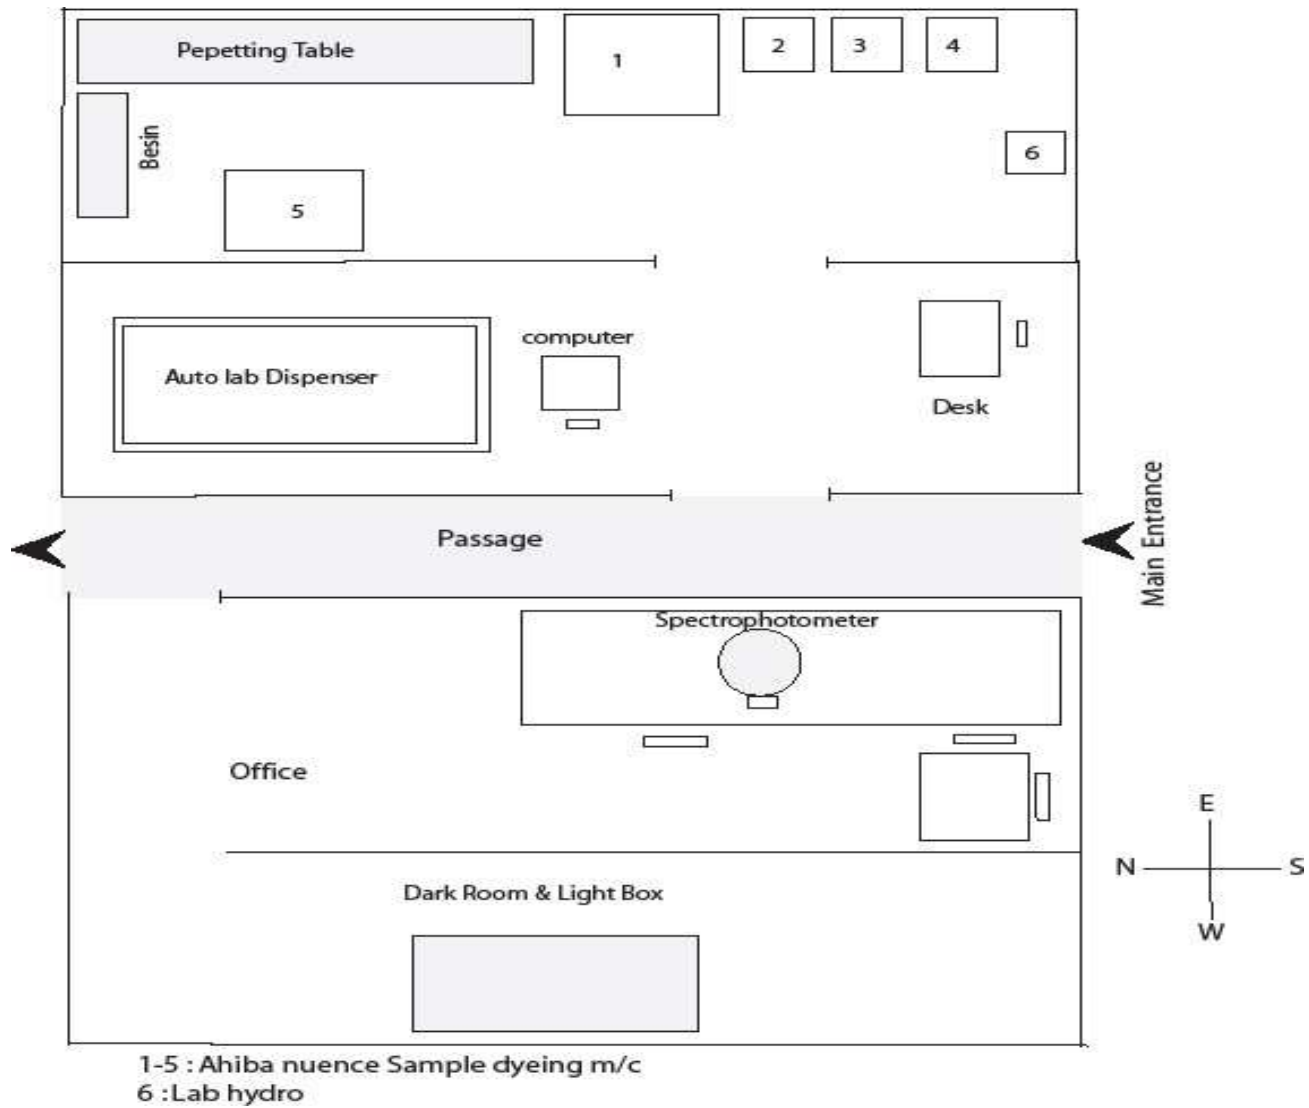 Pepetting Table
1
2
3
4
Besin
6
5
computer
Auto lab Dispenser
Desk
Main Entrance
Passage
Spectrophotometer
Office
E
N
S
W
Dark Room & Light Box
1-5 : Ahiba nuence Sample dyeing m/c
6 :Lab hydro